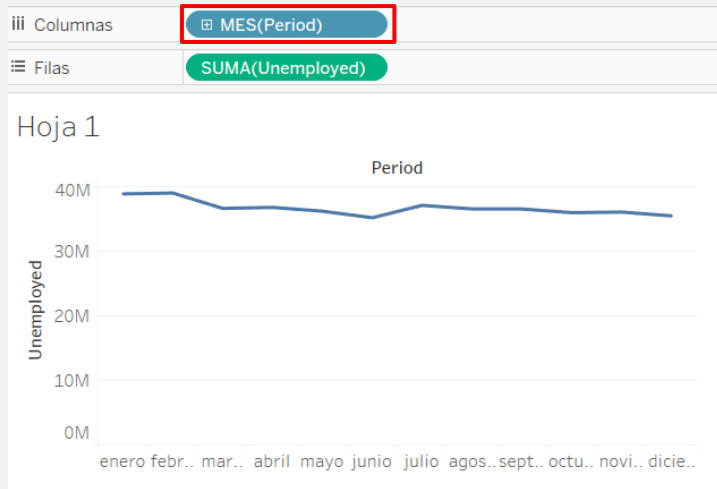 Columnas
MES(Period)
Filas
SUMA(Unemployed)
Hoja 1
Period
40M
30M
20M
10M
0M
Unemployed
enero febr.. mar.. abril mayo junio julio agos.. sept.. octu.. novi.. dicie..